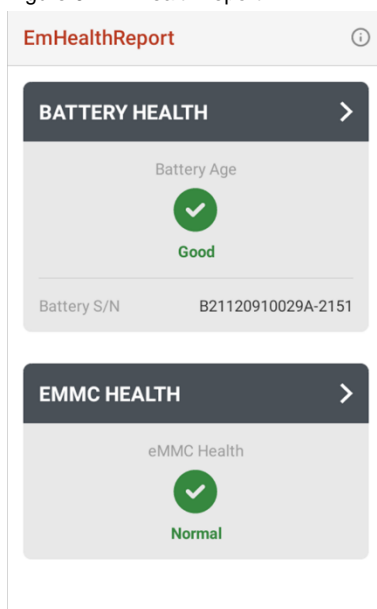 EmHealthReport
BATTERY HEALTH
Battery Age
Good
Battery S/N B21120910029A-2151
EMMC HEALTH
eMMC Health
Normal